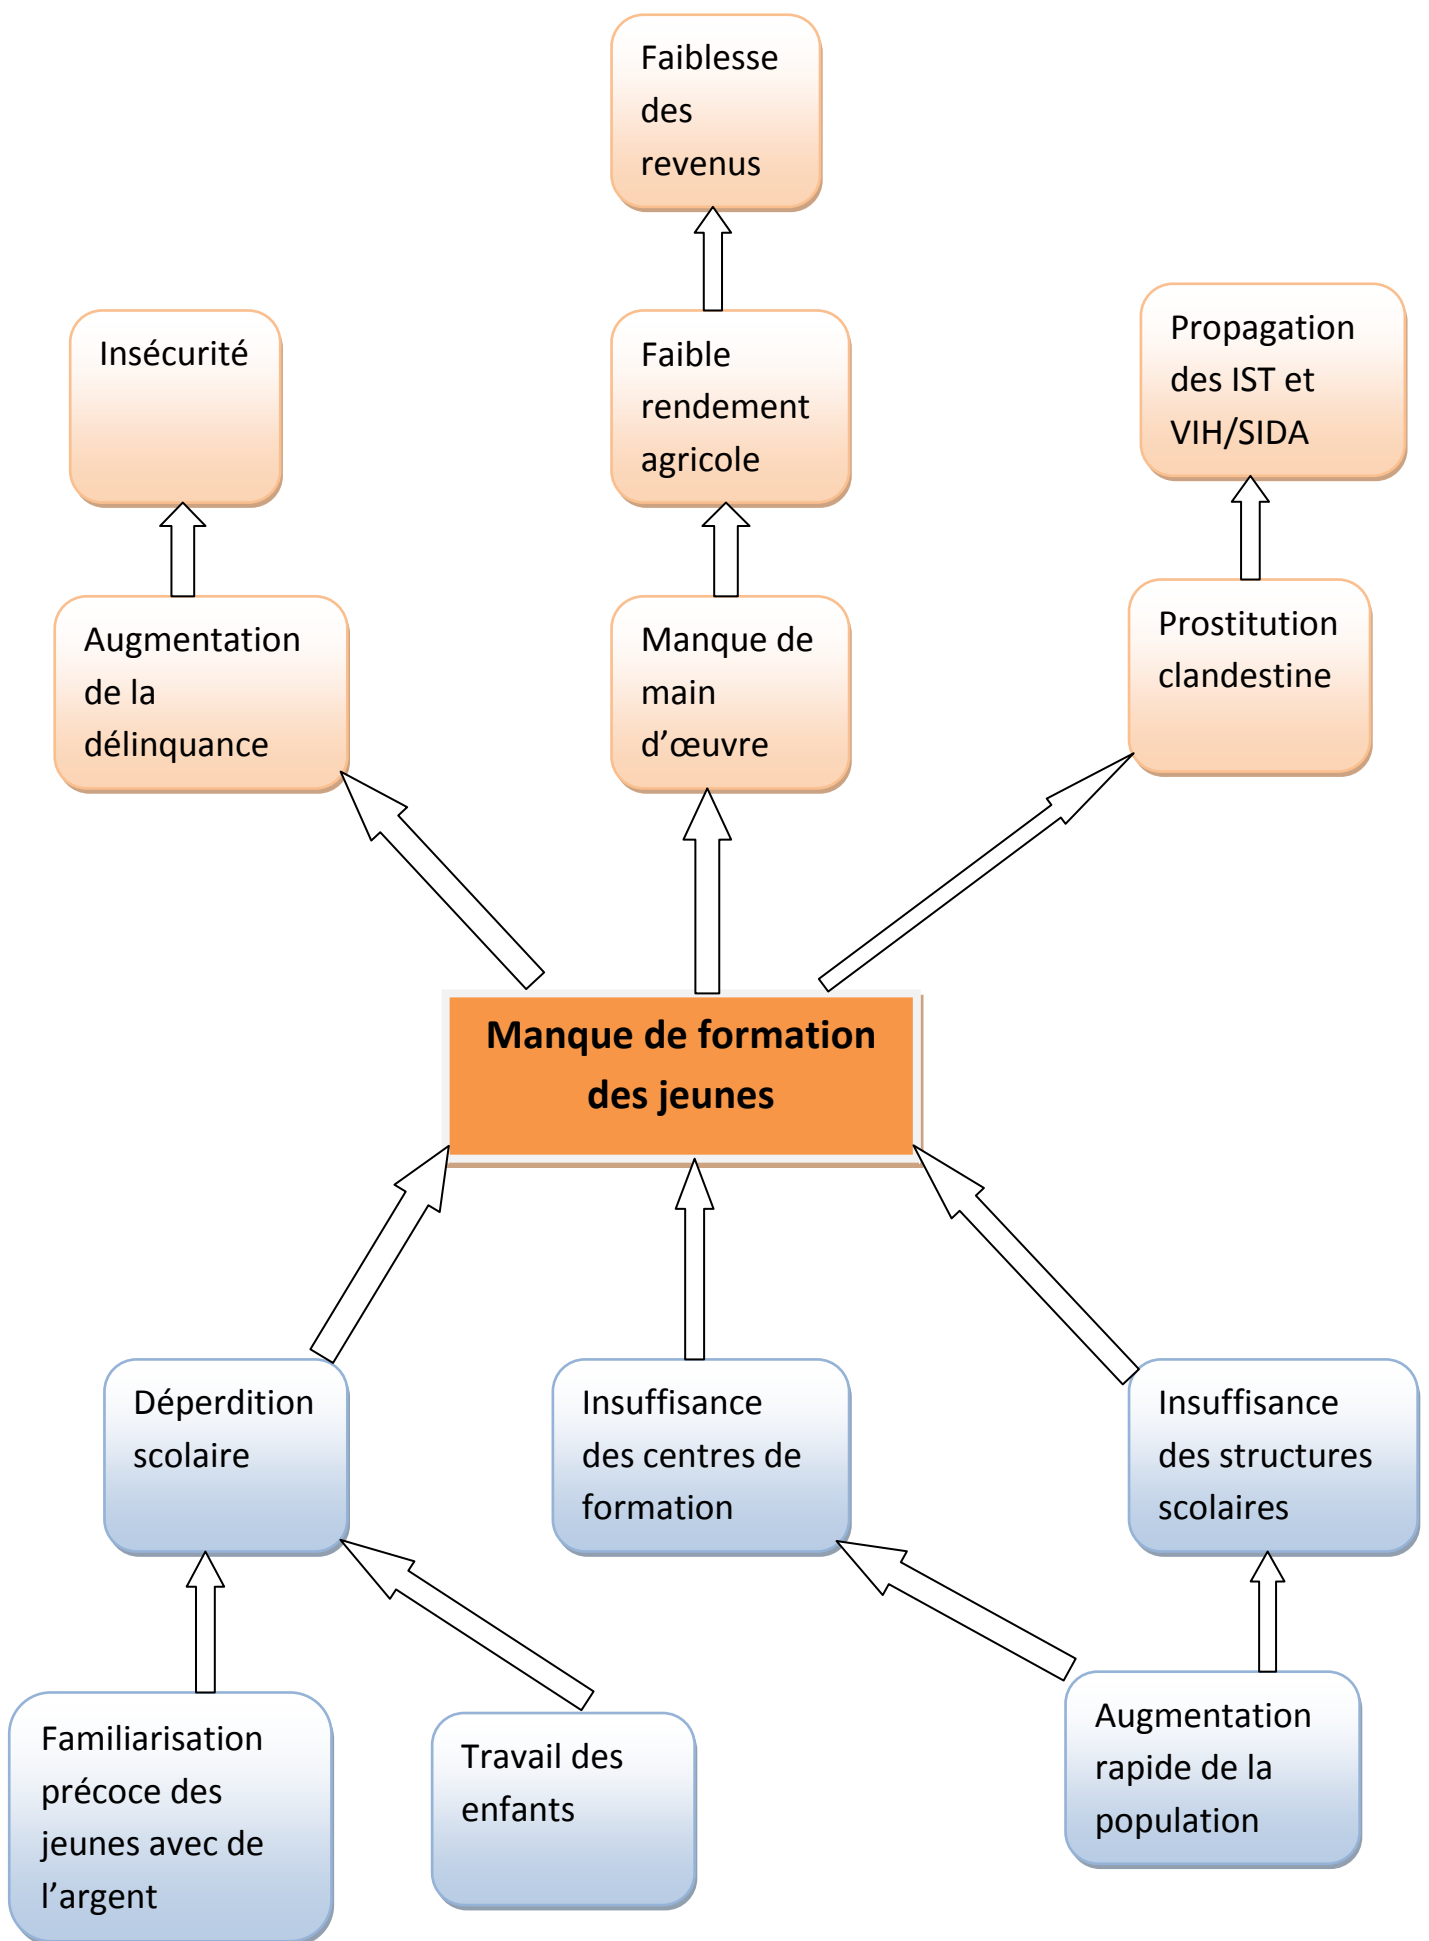 Faiblesse
des
revenus
Insécurité
Faible
rendement
agricole
Propagation
des IST et
VIH/SIDA
Augmentation
de la
délinquance
Manque de
main
d’œuvre
Prostitution
clandestine
Manque de formation
des jeunes
Déperdition
scolaire
Insuffisance
des centres de
formation
Insuffisance
des structures
scolaires
Familiarisation
précoce des
jeunes avec de
l’argent
Travail des
enfants
Augmentation
rapide de la
population